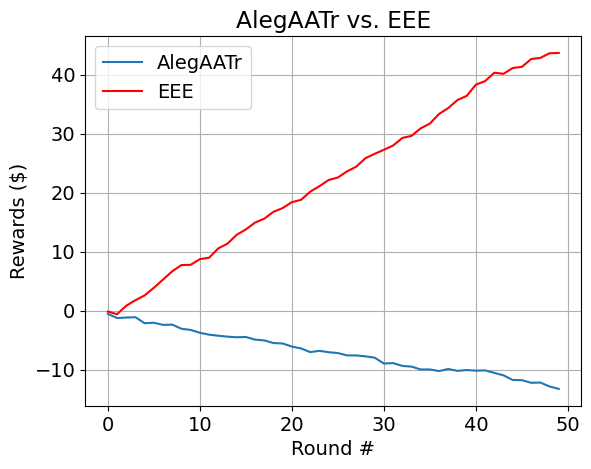 AlegAATr vs. EEE
AlegAATr
EEE
Rewards ($)
40
30
20
10
0
−10
0 10 20 30 40 50
Round #